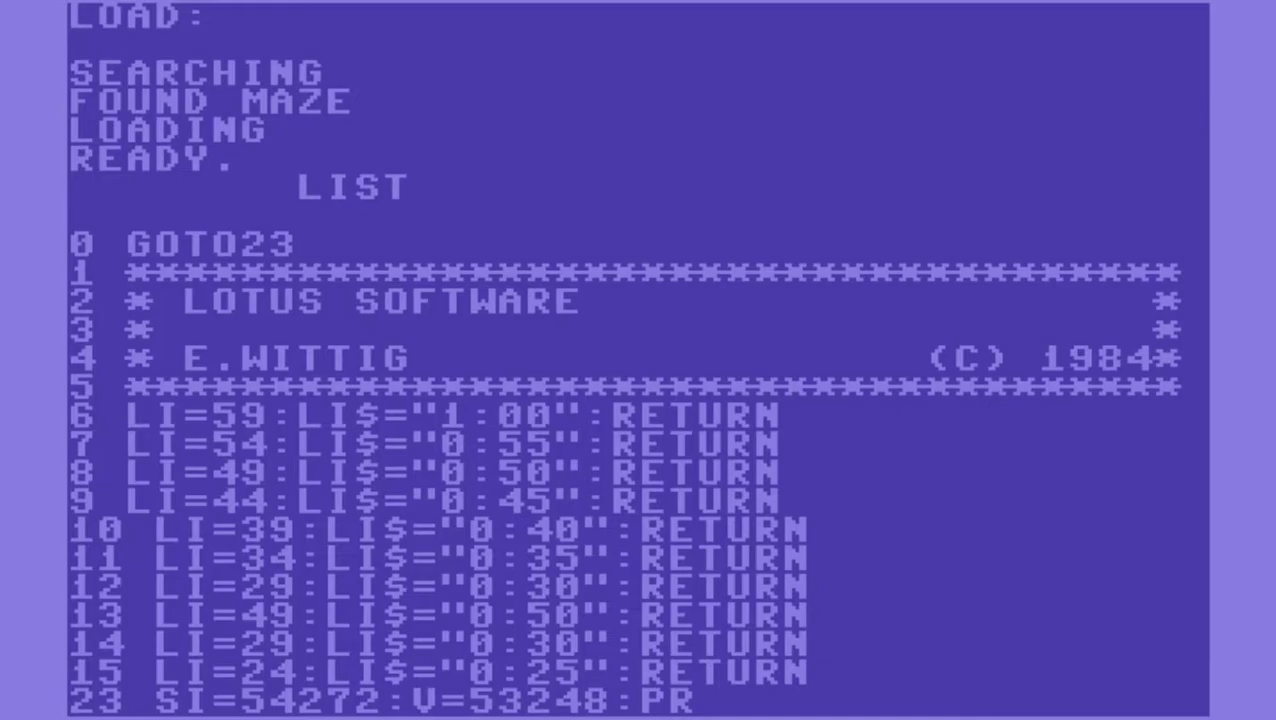 LOAD:
SEARCHING
FOUND MAZE
LOADING
READY.
LIST
0 GOTO23
1 *************************************
2 * LOTUS SOFTWARE *
3 * *
4 * E.WITTIG (C) 1984*
5 *************************************
6 LI=59:LI$="1:00":RETURN
7 LI=54:LI$="0:55":RETURN
8 LI=49:LI$="0:50":RETURN
9 LI=44:LI$="0:45":RETURN
10 LI=39:LI$="0:40":RETURN
11 LI=34:LI$="0:35":RETURN
12 LI=29:LI$="0:30":RETURN
13 LI=49:LI$="0:50":RETURN
14 LI=29:LI$="0:30":RETURN
15 LI=24:LI$="0:25":RETURN
23 SI=54272:V=53248:PR